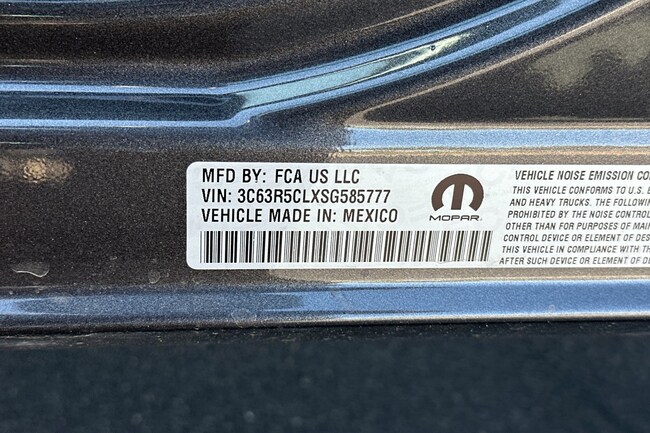 MFD BY: FCA US LLC
VIN: 3C63R5CLXSG585777
VEHICLE MADE IN: MEXICO
MOPAR
VEHICLE NOISE EMISSION CO
THIS VEHICLE CONFORMS TO U.S. E
AND HEAVY TRUCKS. THE FOLLOWING
PROHIBITED BY THE NOISE CONTROL
OTHER THAN FOR PURPOSES OF MAI
CONTROL DEVICE OR ELEMENT OF DES
THIS VEHICLE IN COMPLIANCE WITH TH
AFTER SUCH DEVICE OR ELEMENT OF D